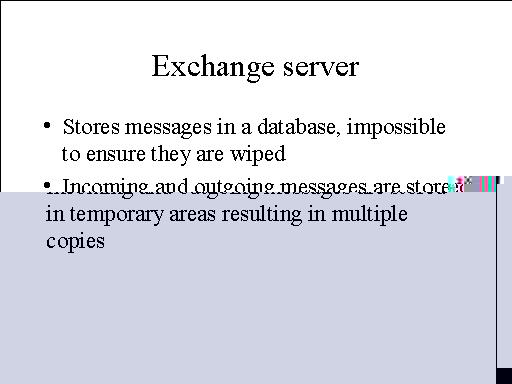 Exchange server
• Stores messages in a database, impossible
to ensure they are wiped
• Incoming and outgoing messages are stored
in temporary areas resulting in multiple
copies